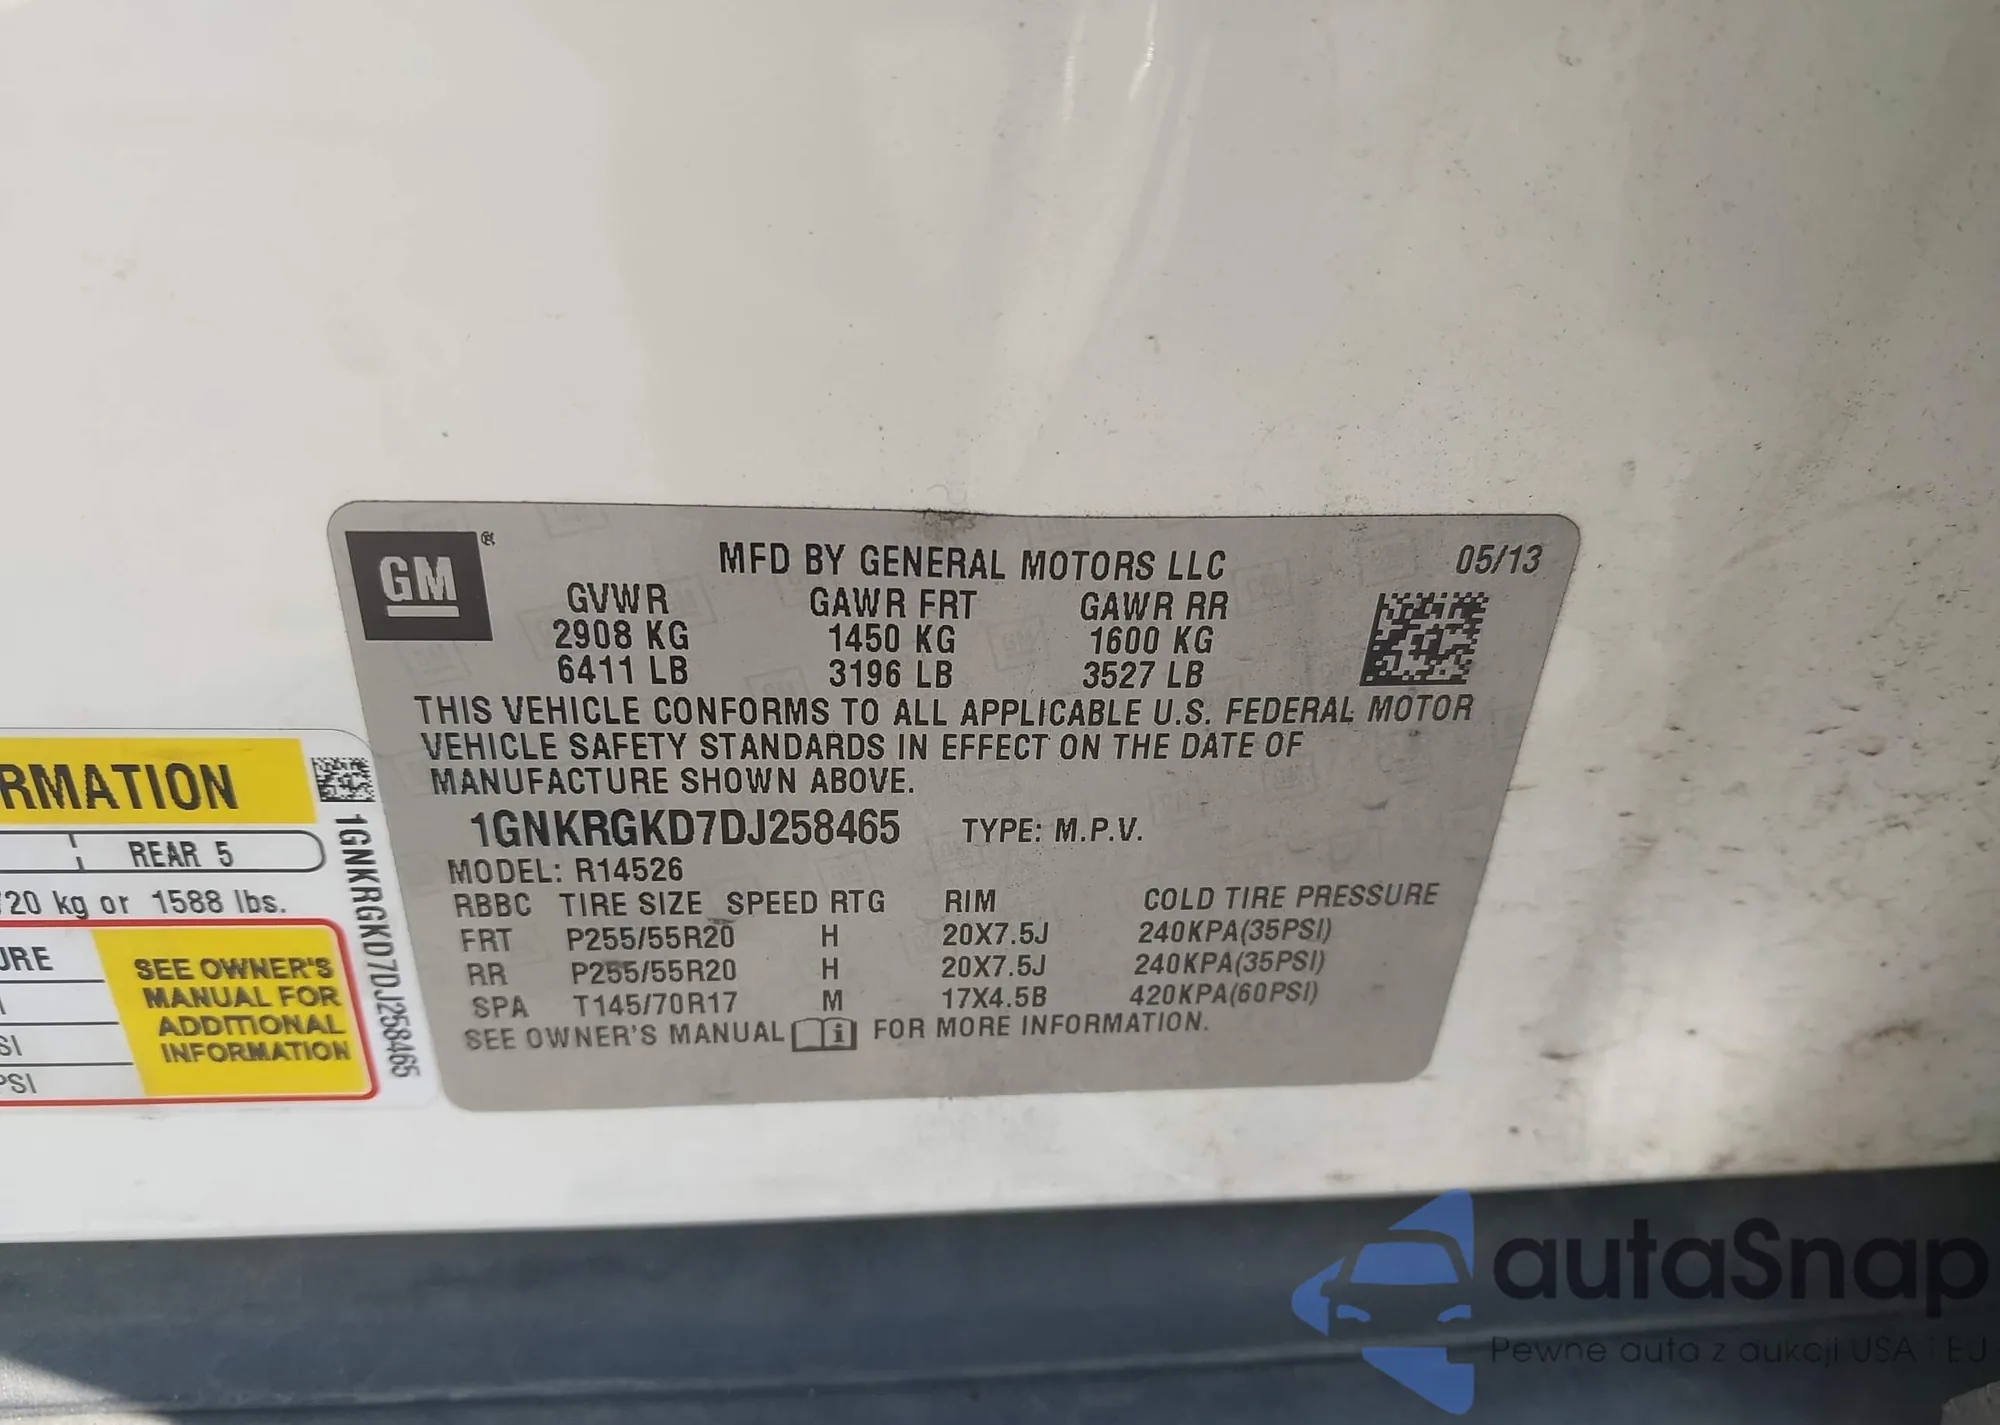 GM®
MFD BY GENERAL MOTORS LLC 05/13
GVWR GAWR FRT GAWR RR
2908 KG 1450 KG 1600 KG
6411 LB 3196 LB 3527 LB
THIS VEHICLE CONFORMS TO ALL APPLICABLE U.S. FEDERAL MOTOR
VEHICLE SAFETY STANDARDS IN EFFECT ON THE DATE OF
MANUFACTURE SHOWN ABOVE.
1GNKRGKD7DJ258465 TYPE: M.P.V.
MODEL: R14526
RBBC TIRE SIZE SPEED RTG RIM COLD TIRE PRESSURE
FRT P255/55R20 H 20X7.5J 240KPA(35PSI)
RR P255/55R20 H 20X7.5J 240KPA(35PSI)
SPA T145/70R17 M 17X4.5B 420KPA(60PSI)
SEE OWNER'S MANUAL i FOR MORE INFORMATION.
RMATION
REAR 5
720 kg or 1588 lbs.
URE
SI
PSI
SEE OWNER'S
MANUAL FOR
ADDITIONAL
INFORMATION
1GNKRGKD7DJ258465
autaSnap
Pewne auta z aukcji USA i EU